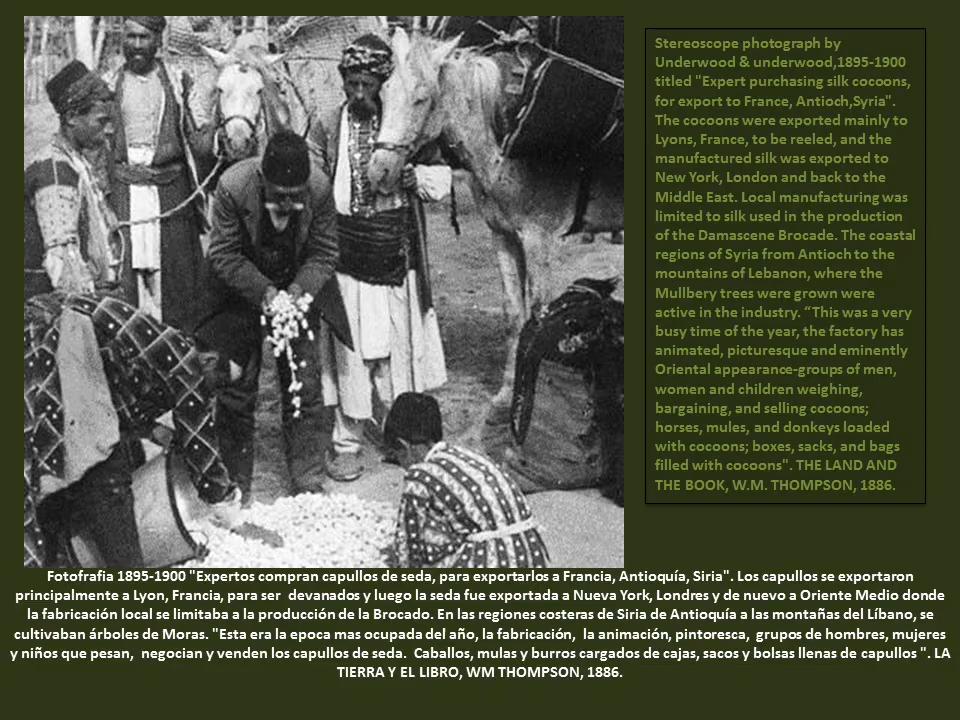 Stereoscope photograph by
Underwood & underwood,1895-1900
titled "Expert purchasing silk cocoons,
for export to France, Antioch,Syria".
The cocoons were exported mainly to
Lyons, France, to be reeled, and the
manufactured silk was exported to
New York, London and back to the
Middle East. Local manufacturing was
limited to silk used in the production
of the Damascene Brocade. The coastal
regions of Syria from Antioch to the
mountains of Lebanon, where the
Mullbery trees were grown were
active in the industry. “This was a very
busy time of the year, the factory has
animated, picturesque and eminently
Oriental appearance-groups of men,
women and children weighing,
bargaining, and selling cocoons;
horses, mules, and donkeys loaded
with cocoons; boxes, sacks, and bags
filled with cocoons". THE LAND AND
THE BOOK, W.M. THOMPSON, 1886.
Fotofrafia 1895-1900 "Expertos compran capullos de seda, para exportarlos a Francia, Antioquía, Siria". Los capullos se exportaron
principalmente a Lyon, Francia, para ser devanados y luego la seda fue exportada a Nueva York, Londres y de nuevo a Oriente Medio donde
la fabricación local se limitaba a la producción de la Brocado. En las regiones costeras de Siria de Antioquía a las montañas del Líbano, se
cultivaban árboles de Moras. "Esta era la epoca mas ocupada del año, la fabricación, la animación, pintoresca, grupos de hombres, mujeres
y niños que pesan, negocian y venden los capullos de seda. Caballos, mulas y burros cargados de cajas, sacos y bolsas llenas de capullos ". LA
TIERRA Y EL LIBRO, WM THOMPSON, 1886.